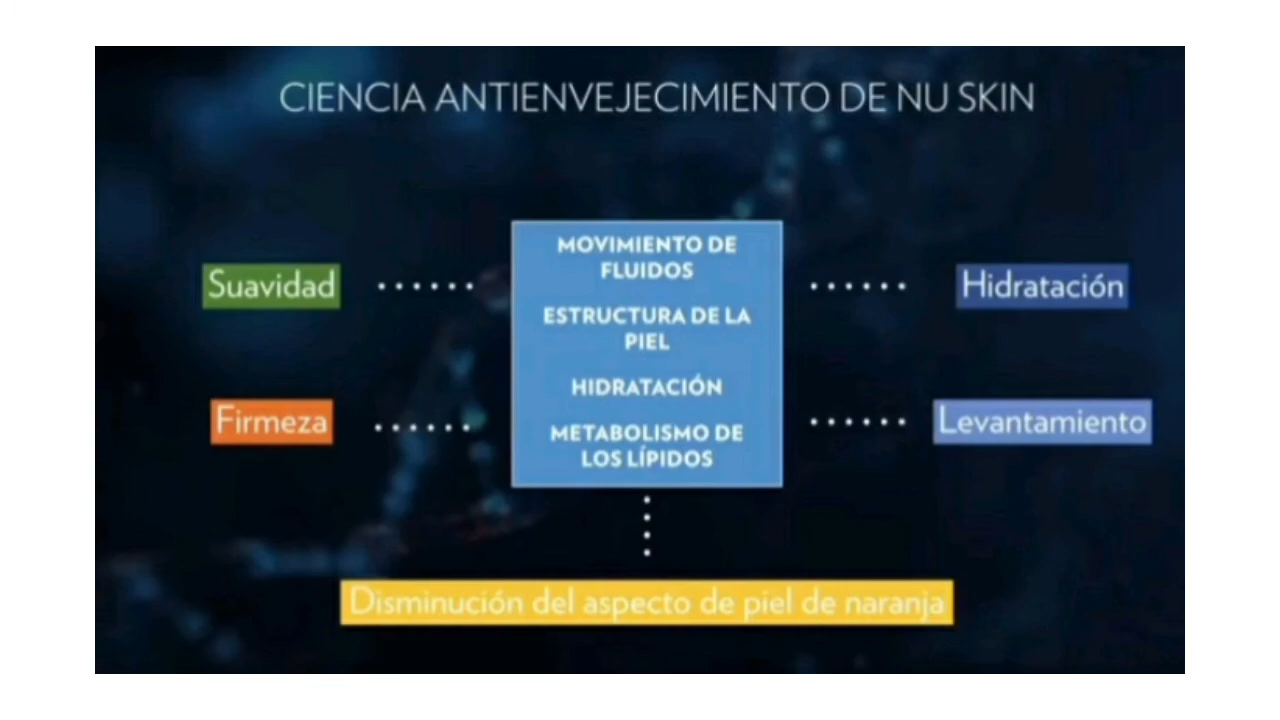 CIENCIA ANTIENVEJECIMIENTO DE NU SKIN
Suavidad
Firmeza
MOVIMIENTO DE
FLUIDOS
ESTRUCTURA DE LA
PIEL
HIDRATACIÓN
METABOLISMO DE
LOS LÍPIDOS
Hidratación
Levantamiento
Disminución del aspecto de piel de naranja